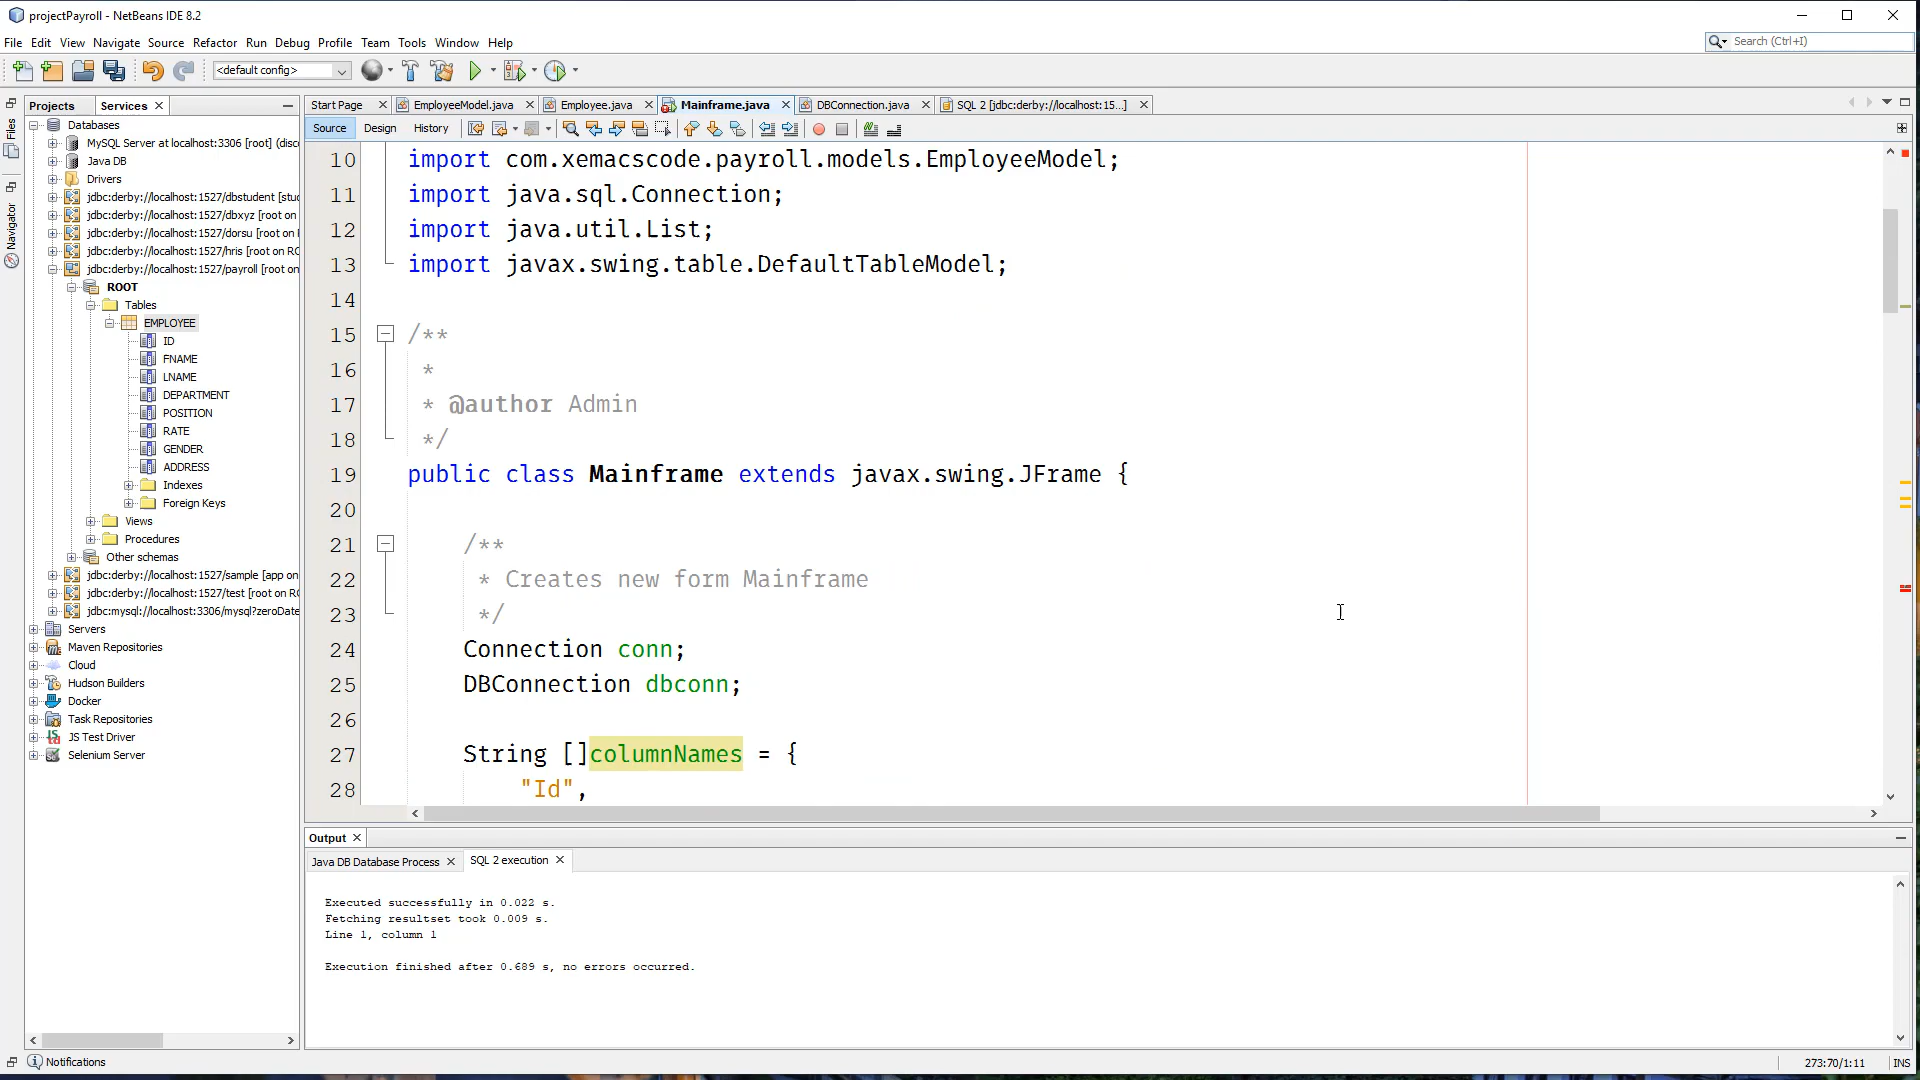 projectPayroll - NetBeans IDE 8.2
File Edit View Navigate Source Refactor Run Debug Profile Team Tools Window Help
Search (Ctrl+I)
<default config>
Projects
Services
Start Page
EmployeeModel.java
Employee.java
Mainframe.java
DBConnection.java
SQL 2 [jdbc:derby://localhost:15...]
Source Design History
Files
Navigator
Databases
MySQL Server at localhost:3306 [root] (disco
Java DB
Drivers
jdbc:derby://localhost:1527/dbstudent [stu
jdbc:derby://localhost:1527/dbxyz [root on
jdbc:derby://localhost:1527/dorsu [root on R
jdbc:derby://localhost:1527/hris [root on RO
jdbc:derby://localhost:1527/payroll [root on
ROOT
Tables
EMPLOYEE
ID
FNAME
LNAME
DEPARTMENT
POSITION
RATE
GENDER
ADDRESS
Indexes
Foreign Keys
Views
Procedures
Other schemas
jdbc:derby://localhost:1527/sample [app on
jdbc:derby://localhost:1527/test [root on RO
jdbc:mysql://localhost:3306/mysql?zeroDate
Servers
Maven Repositories
Cloud
Hudson Builders
Docker
Task Repositories
JS Test Driver
Selenium Server
10 import com.xemacscode.payroll.models.EmployeeModel;
11 import java.sql.Connection;
12 import java.util.List;
13 import javax.swing.table.DefaultTableModel;
14
15 /**
16 *
17 * @author Admin
18 */
19 public class Mainframe extends javax.swing.JFrame {
20
21 /**
22 * Creates new form Mainframe
23 */
24 Connection conn;
25 DBConnection dbconn;
26
27 String []columnNames = {
28 "Id",
Output
Java DB Database Process
SQL 2 execution
Executed successfully in 0.022 s.
Fetching resultset took 0.009 s.
Line 1, column 1
Execution finished after 0.689 s, no errors occurred.
Notifications
273:70/1:11
INS